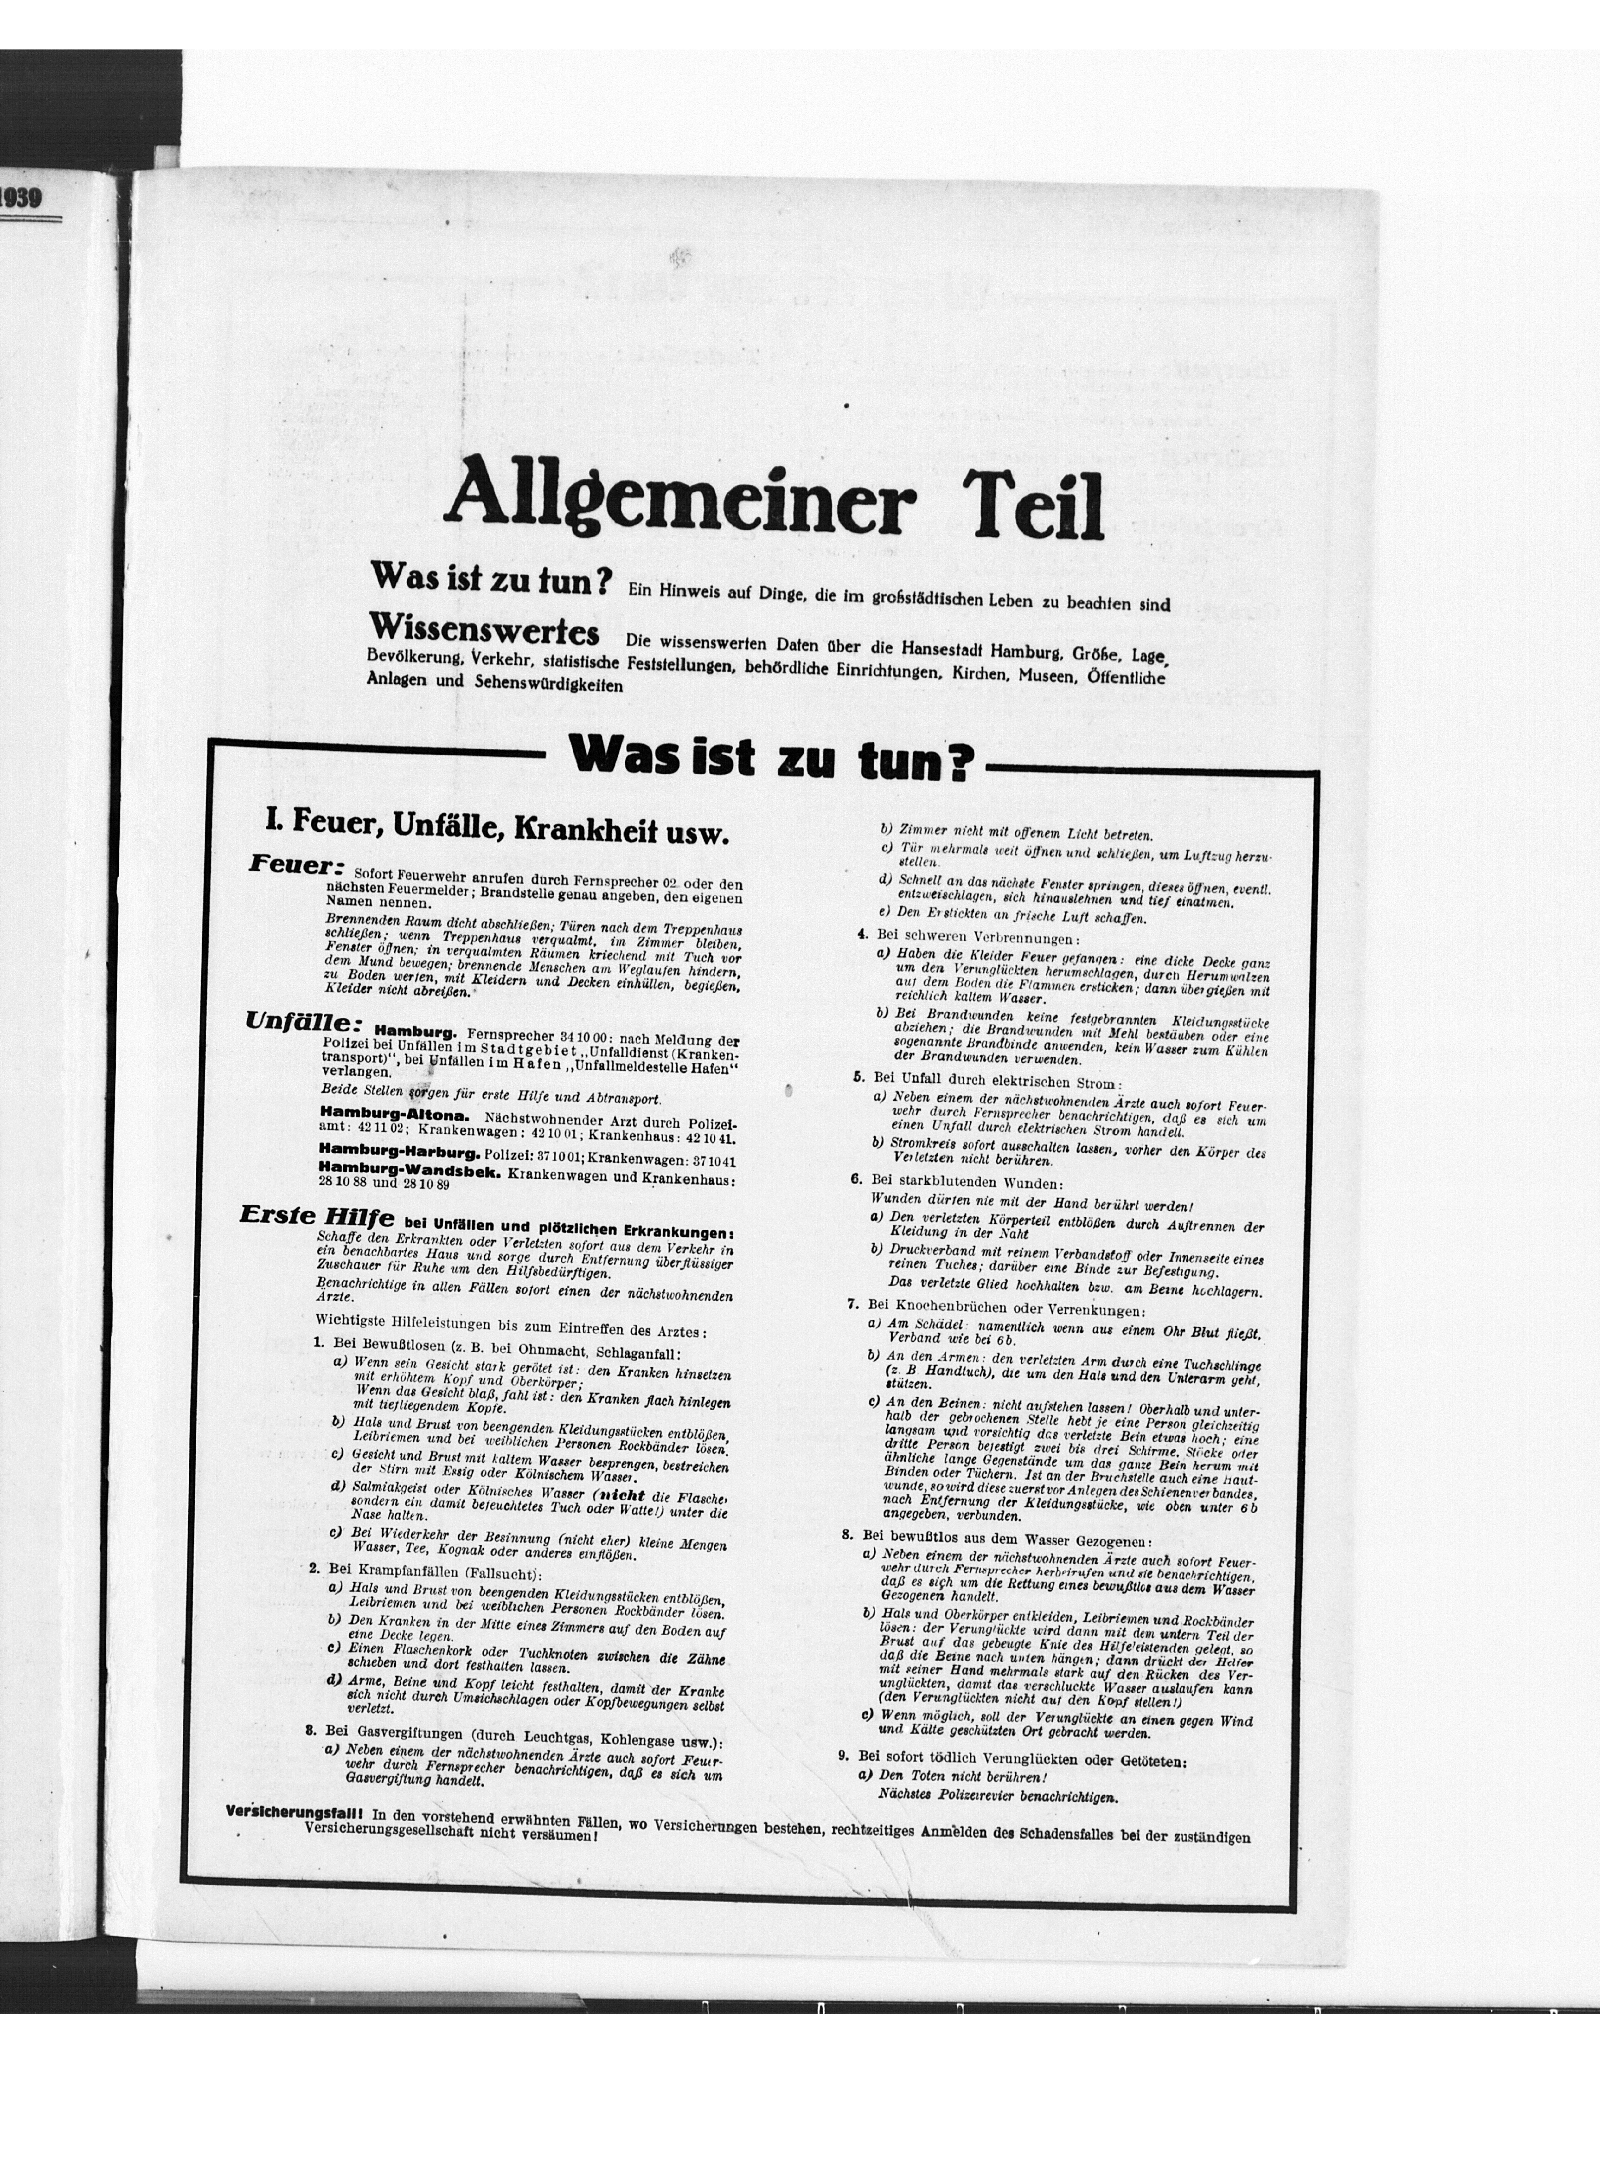 1939
Allgemeiner Teil
Was ist zu tun? Ein Hinweis auf Dinge, die im großstädtischen Leben zu beachten sind
Wissenswertes Die wissenswerten Daten über die Hansestadt Hamburg, Größe, Lage,
Bevölkerung, Verkehr, statistische Feststellungen, behördliche Einrichtungen, Kirchen, Museen, Öffentliche
Anlagen und Sehenswürdigkeiten
Was ist zu tun?
I. Feuer, Unfälle, Krankheit usw.
Feuer: Sofort Feuerwehr anrufen durch Fernsprecher 02 oder den
nächsten Feuermelder; Brandstelle genau angeben, den eigenen
Namen nennen.
Brennenden Raum dicht abschließen; Türen nach dem Treppenhaus
schließen; wenn Treppenhaus verqualmt, im Zimmer bleiben,
Fenster öffnen; in verqualmten Räumen kriechend mit Tuch vor
dem Mund bewegen; brennende Menschen am Weglaufen hindern,
zu Boden werfen, mit Kleidern und Decken einhüllen, begießen,
Kleider nicht abreißen.
Unfälle: Hamburg. Fernsprecher 34 10 00: nach Meldung der
Polizei bei Unfällen im Stadtgebiet „Unfalldienst (Kranken-
transport)“, bei Unfällen im Hafen „Unfallmeldestelle Hafen“
verlangen.
Beide Stellen sorgen für erste Hilfe und Abtransport.
Hamburg-Altona. Nächstwohnender Arzt durch Polizei-
amt: 42 11 02; Krankenwagen: 42 10 01; Krankenhaus: 42 10 41.
Hamburg-Harburg. Polizei: 37 10 01; Krankenwagen: 37 10 41
Hamburg-Wandsbek. Krankenwagen und Krankenhaus:
28 10 88 und 28 10 89
Erste Hilfe bei Unfällen und plötzlichen Erkrankungen:
Schaffe den Erkrankten oder Verletzten sofort aus dem Verkehr in
ein benachbartes Haus und sorge durch Entfernung überflüssiger
Zuschauer für Ruhe um den Hilfsbedürftigen.
Benachrichtige in allen Fällen sofort einen der nächstwohnenden
Ärzte.
Wichtigste Hilfeleistungen bis zum Eintreffen des Arztes:
1. Bei Bewußtlosen (z. B. bei Ohnmacht, Schlaganfall:
a) Wenn sein Gesicht stark gerötet ist: den Kranken hinsetzen
mit erhöhtem Kopf und Oberkörper;
Wenn das Gesicht blaß, fahl ist: den Kranken flach hinlegen
mit tiefliegendem Kopfe.
b) Hals und Brust von beengenden Kleidungsstücken entblößen,
Leibriemen und bei weiblichen Personen Rockbänder lösen.
c) Gesicht und Brust mit kaltem Wasser besprengen, bestreichen
der Stirn mit Essig oder Kölnischem Wasser.
d) Salmiakgeist oder Kölnisches Wasser (nicht die Flasche,
sondern ein damit befeuchtetes Tuch oder Watte!) unter die
Nase halten.
e) Bei Wiederkehr der Besinnung (nicht eher) kleine Mengen
Wasser, Tee, Kognak oder anderes einflößen.
2. Bei Krampfanfällen (Fallsucht):
a) Hals und Brust von beengenden Kleidungsstücken entblößen,
Leibriemen und bei weiblichen Personen Rockbänder lösen.
b) Den Kranken in der Mitte eines Zimmers auf den Boden auf
eine Decke legen.
c) Einen Flaschenkork oder Tuchknoten zwischen die Zähne
schieben und dort festhalten lassen.
d) Arme, Beine und Kopf leicht festhalten, damit der Kranke
sich nicht durch Umsichschlagen oder Kopfbewegungen selbst
verletzt.
3. Bei Gasvergiftungen (durch Leuchtgas, Kohlengase usw.):
a) Neben einem der nächstwohnenden Ärzte auch sofort Feuer-
wehr durch Fernsprecher benachrichtigen, daß es sich um
Gasvergiftung handelt.
b) Zimmer nicht mit offenem Licht betreten.
c) Tür mehrmals weit öffnen und schließen, um Luftzug herzu-
stellen.
d) Schnell an das nächste Fenster springen, dieses öffnen, eventl.
entzweischlagen, sich hinauslehnen und tief einatmen.
e) Den Erstickten an frische Luft schaffen.
4. Bei schweren Verbrennungen:
a) Haben die Kleider Feuer gefangen: eine dicke Decke ganz
um den Verunglückten herumschlagen, durch Herumwälzen
auf dem Boden die Flammen ersticken; dann übergießen mit
reichlich kaltem Wasser.
b) Bei Brandwunden keine festgebrannten Kleidungsstücke
abziehen; die Brandwunden mit Mehl bestäuben oder eine
sogenannte Brandbinde anwenden, kein Wasser zum Kühlen
der Brandwunden verwenden.
5. Bei Unfall durch elektrischen Strom:
a) Neben einem der nächstwohnenden Ärzte auch sofort Feuer-
wehr durch Fernsprecher benachrichtigen, daß es sich um
einen Unfall durch elektrischen Strom handelt.
b) Stromkreis sofort ausschalten lassen, vorher den Körper des
Verletzten nicht berühren.
6. Bei starkblutenden Wunden:
Wunden dürfen nie mit der Hand berührt werden!
a) Den verletzten Körperteil entblößen durch Auftrennen der
Kleidung in der Naht
b) Druckverband mit reinem Verbandstoff oder Innenseite eines
reinen Tuches; darüber eine Binde zur Befestigung.
Das verletzte Glied hochhalten bzw. am Beine hochlagern.
7. Bei Knochenbrüchen oder Verrenkungen:
a) Am Schädel: namentlich wenn aus einem Ohr Blut fließt,
Verband wie bei 6b.
b) An den Armen: den verletzten Arm durch eine Tuchschlinge
(z. B. Handtuch), die um den Hals und den Unterarm geht,
stützen.
c) An den Beinen: nicht aufstehen lassen! Oberhalb und unter-
halb der gebrochenen Stelle hebt je eine Person gleichzeitig
langsam und vorsichtig das verletzte Bein etwas hoch; eine
dritte Person befestigt zwei bis drei Schirme, Stöcke oder
ähnliche lange Gegenstände um das ganze Bein herum mit
Binden oder Tüchern. Ist an der Bruchstelle auch eine Haut-
wunde, so wird diese zuerst vor Anlegen des Schienenverbandes,
nach Entfernung der Kleidungsstücke, wie oben unter 6 b
angegeben, verbunden.
8. Bei bewußtlos aus dem Wasser Gezogenen:
a) Neben einem der nächstwohnenden Ärzte auch sofort Feuer-
wehr durch Fernsprecher herbeirufen und sie benachrichtigen,
daß es sich um die Rettung eines bewußtlos aus dem Wasser
Gezogenen handelt.
b) Hals und Oberkörper entkleiden, Leibriemen und Rockbänder
lösen: der Verunglückte wird dann mit dem untern Teil der
Brust auf das gebeugte Knie des Hilfeleistenden gelegt, so
daß die Beine nach unten hängen; dann drückt der Helfer
mit seiner Hand mehrmals stark auf den Rücken des Ver-
unglückten, damit das verschluckte Wasser auslaufen kann
(den Verunglückten nicht auf den Kopf stellen!)
c) Wenn möglich, soll der Verunglückte an einen gegen Wind
und Kälte geschützten Ort gebracht werden.
9. Bei sofort tödlich Verunglückten oder Getöteten:
a) Den Toten nicht berühren!
Nächstes Polizeirevier benachrichtigen.
Versicherungsfall! In den vorstehend erwähnten Fällen, wo Versicherungen bestehen, rechtzeitiges Anmelden des Schadensfalles bei der zuständigen
Versicherungsgesellschaft nicht versäumen!